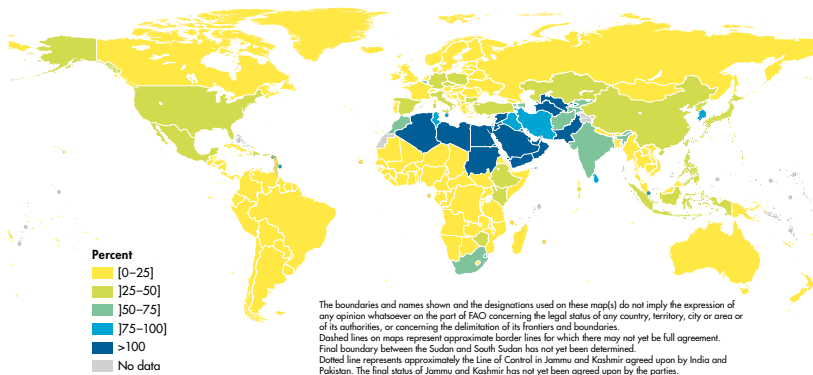 Percent
[0–25]
]25–50]
]50–75]
]75–100]
>100
No data
The boundaries and names shown and the designations used on these map(s) do not imply the expression of
any opinion whatsoever on the part of FAO concerning the legal status of any country, territory, city or area or
of its authorities, or concerning the delimitation of its frontiers and boundaries.
Dashed lines on maps represent approximate border lines for which there may not yet be full agreement.
Final boundary between the Sudan and South Sudan has not yet been determined.
Dotted line represents approximately the Line of Control in Jammu and Kashmir agreed upon by India and
Pakistan. The final status of Jammu and Kashmir has not yet been agreed upon by the parties.